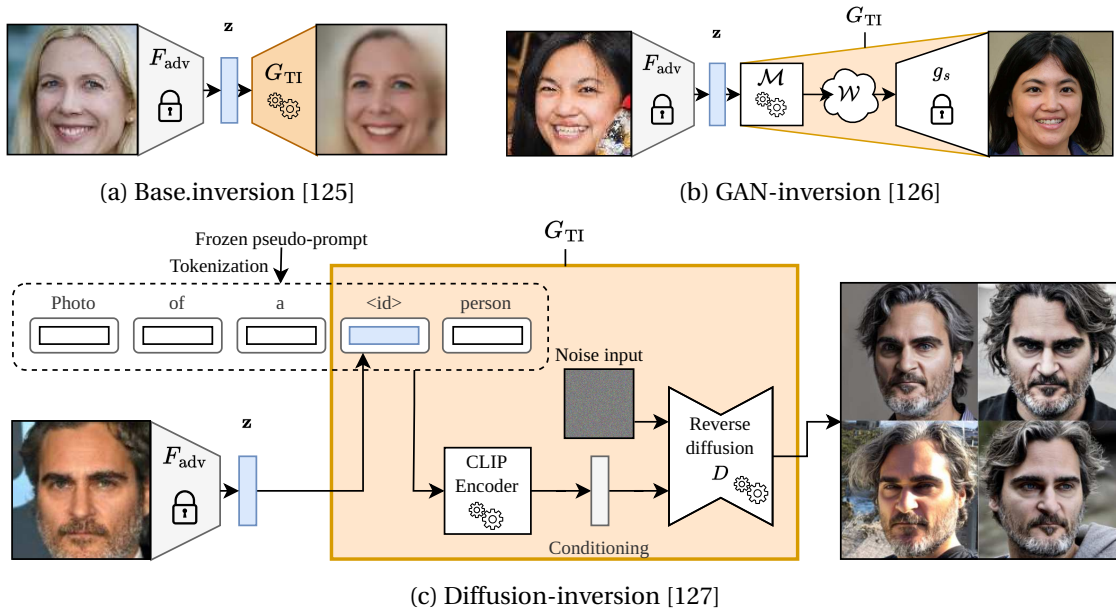 z
F_adv
G_TI
(a) Base.inversion [125]
G_TI
z
F_adv
ℳ
𝒲
g_s
(b) GAN-inversion [126]
G_TI
Frozen pseudo-prompt
Tokenization
Photo of a <id> person
Noise input
z
F_adv
Reverse
diffusion
D
CLIP
Encoder
Conditioning
(c) Diffusion-inversion [127]